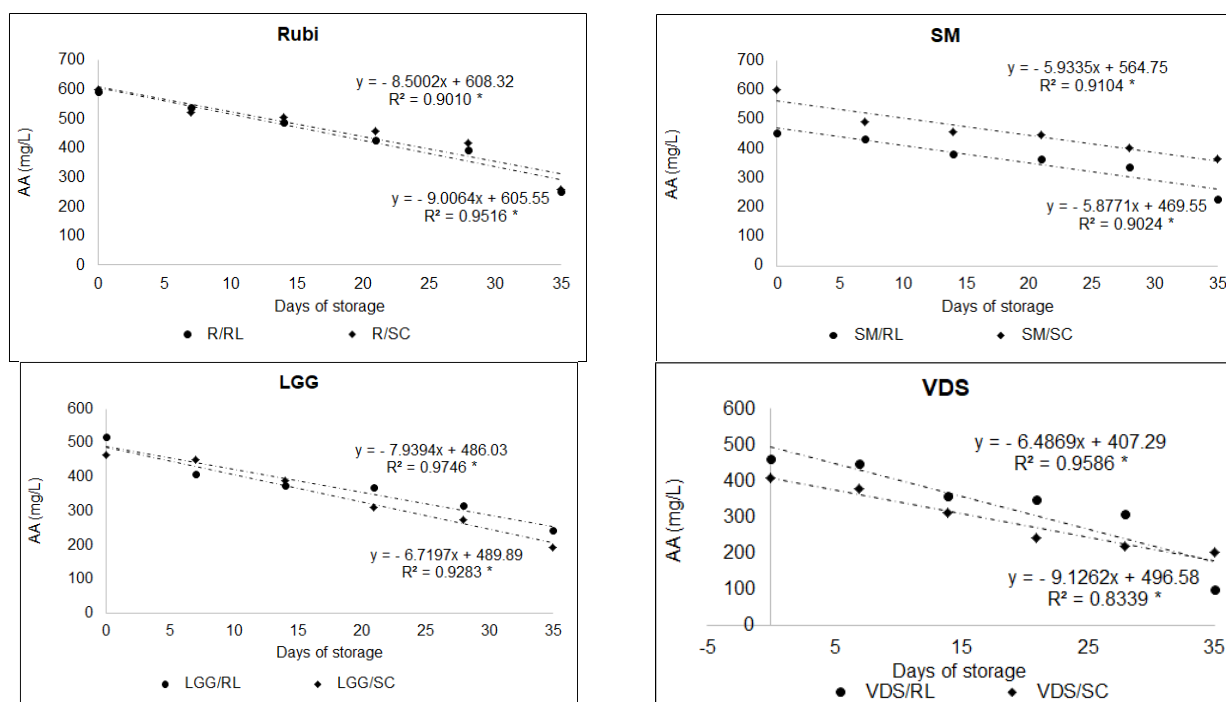 Rubi
700
600
500
400
300
200
100
0
AA (mg/L)
y = - 8.5002x + 608.32
R² = 0.9010 *
y = - 9.0064x + 605.55
R² = 0.9516 *
0 5 10 15 20 25 30 35
Days of storage
R/RL R/SC
SM
700
600
500
400
300
200
100
0
AA (mg/L)
y = - 5.9335x + 564.75
R² = 0.9104 *
y = - 5.8771x + 469.55
R² = 0.9024 *
0 5 10 15 20 25 30 35
Days of storage
SM/RL SM/SC
LGG
600
500
400
300
200
100
0
AA (mg/L)
y = - 7.9394x + 486.03
R² = 0.9746 *
y = - 6.7197x + 489.89
R² = 0.9283 *
0 5 10 15 20 25 30 35
Days of storage
LGG/RL LGG/SC
VDS
600
500
400
300
200
100
0
AA (mg/L)
y = - 6.4869x + 407.29
R² = 0.9586 *
y = - 9.1262x + 496.58
R² = 0.8339 *
-5 5 15 25 35
Days of storage
VDS/RL VDS/SC